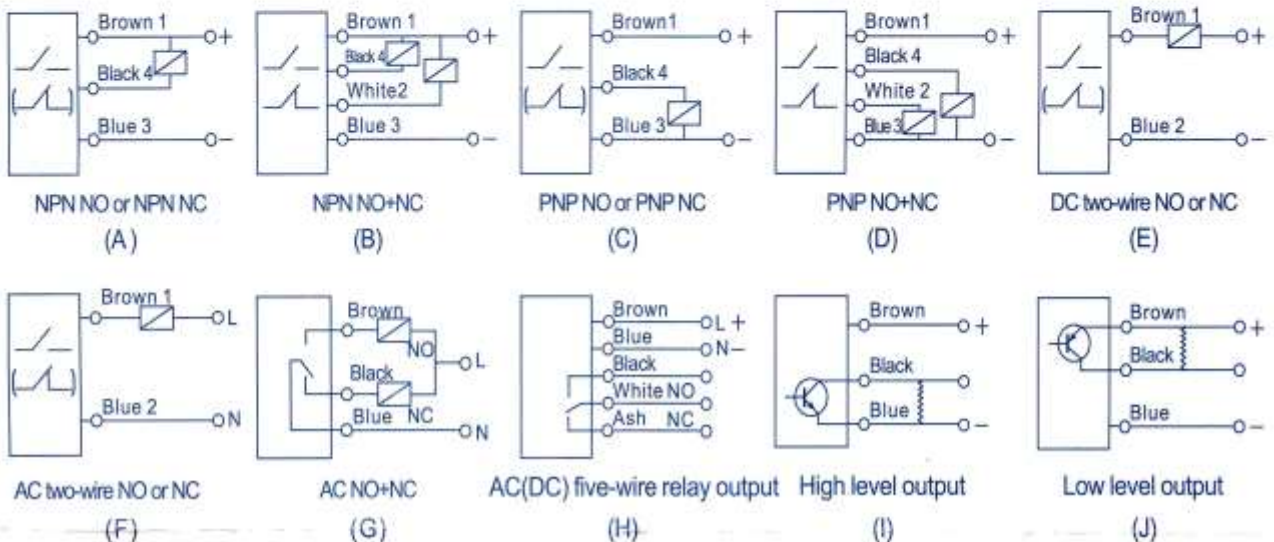 Brown 1
+
Black 4
Blue 3
-
NPN NO or NPN NC
(A)
Brown 1
+
Black 4
White2
Blue 3
-
NPN NO+NC
(B)
Brown1
+
Black 4
Blue 3
-
PNP NO or PNP NC
(C)
Brown1
+
Black 4
White 2
Blue3
-
PNP NO+NC
(D)
Brown 1
+
Blue 2
-
DC two-wire NO or NC
(E)
Brown 1
L
Blue 2
N
AC two-wire NO or NC
(F)
Brown
NO
L
Black
NC
Blue
N
AC NO+NC
(G)
Brown L +
Blue N-
Black
White NO
Ash NC
AC(DC) five-wire relay output
(H)
Brown
+
Black
Blue
-
High level output
(I)
Brown
+
Black
Blue
-
Low level output
(J)